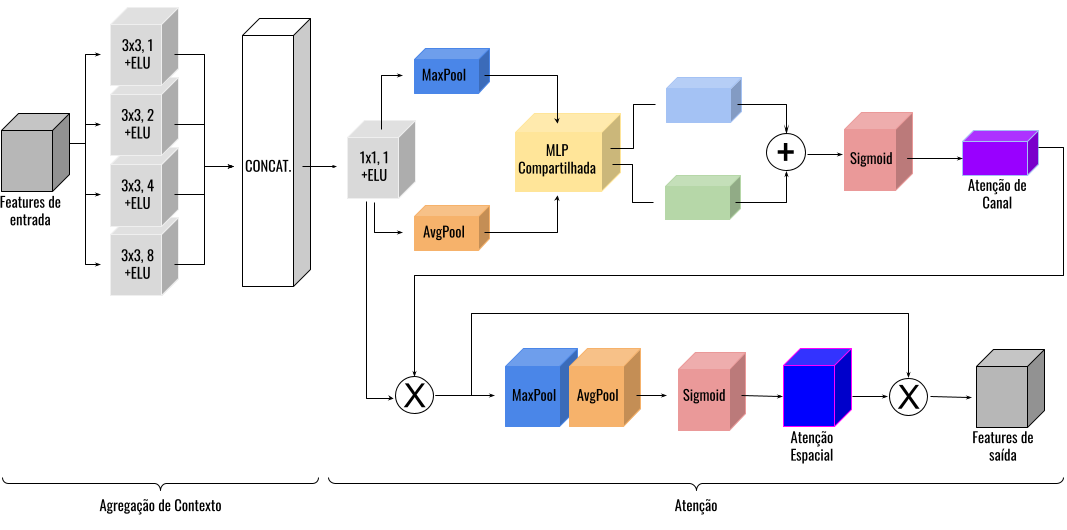 Features de
entrada
3x3, 1
+ELU
3x3, 2
+ELU
3x3, 4
+ELU
3x3, 8
+ELU
CONCAT.
1x1, 1
+ELU
MaxPool
AvgPool
MLP
Compartilhada
+
Sigmoid
Atenção de
Canal
X
MaxPool
AvgPool
Sigmoid
Atenção
Espacial
X
Features de
saída
Agregação de Contexto
Atenção